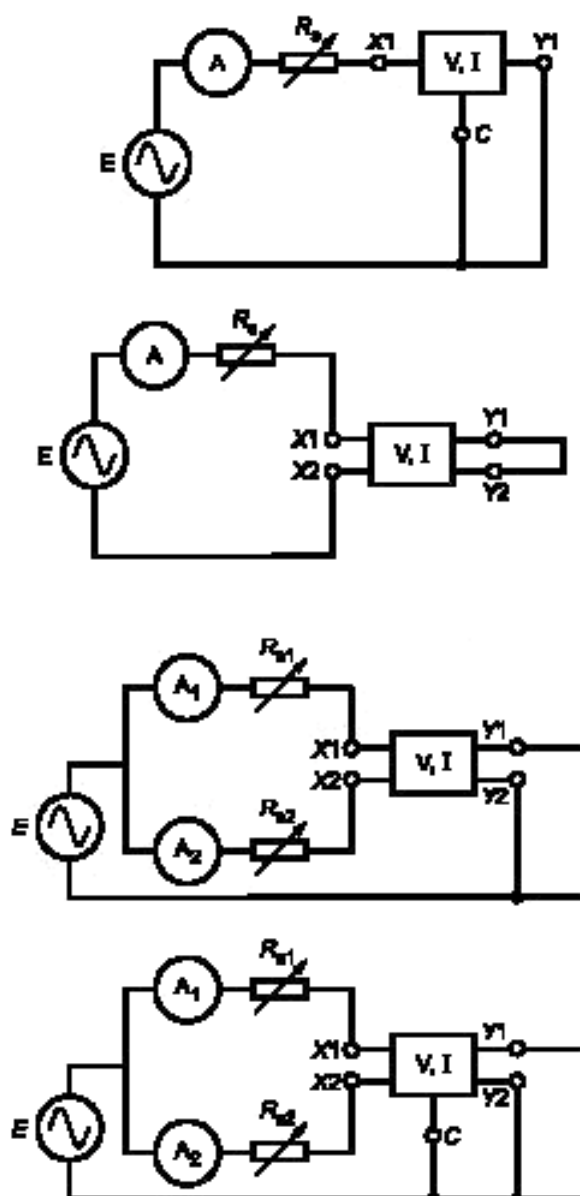 Rₛ
X1
Y1
A
V, I
C
E
Rₛ
A
X1
Y1
E
V, I
X2
Y2
Rₛ₁
A₁
X1
Y1
V, I
X2
Y2
E
Rₛ₂
A₂
Rₛ₁
A₁
X1
Y1
V, I
X2
Y2
E
Rₛ₂
C
A₂